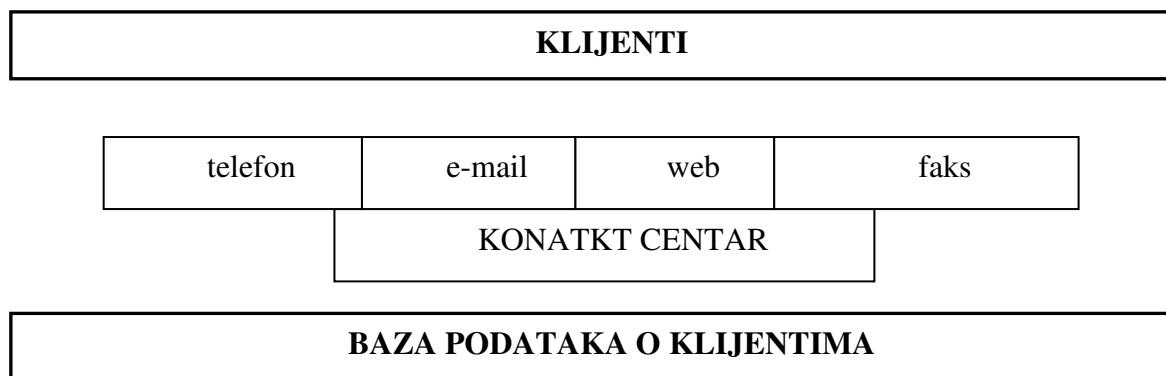 KLIJENTI
telefon e-mail web faks
KONATKT CENTAR
BAZA PODATAKA O KLIJENTIMA